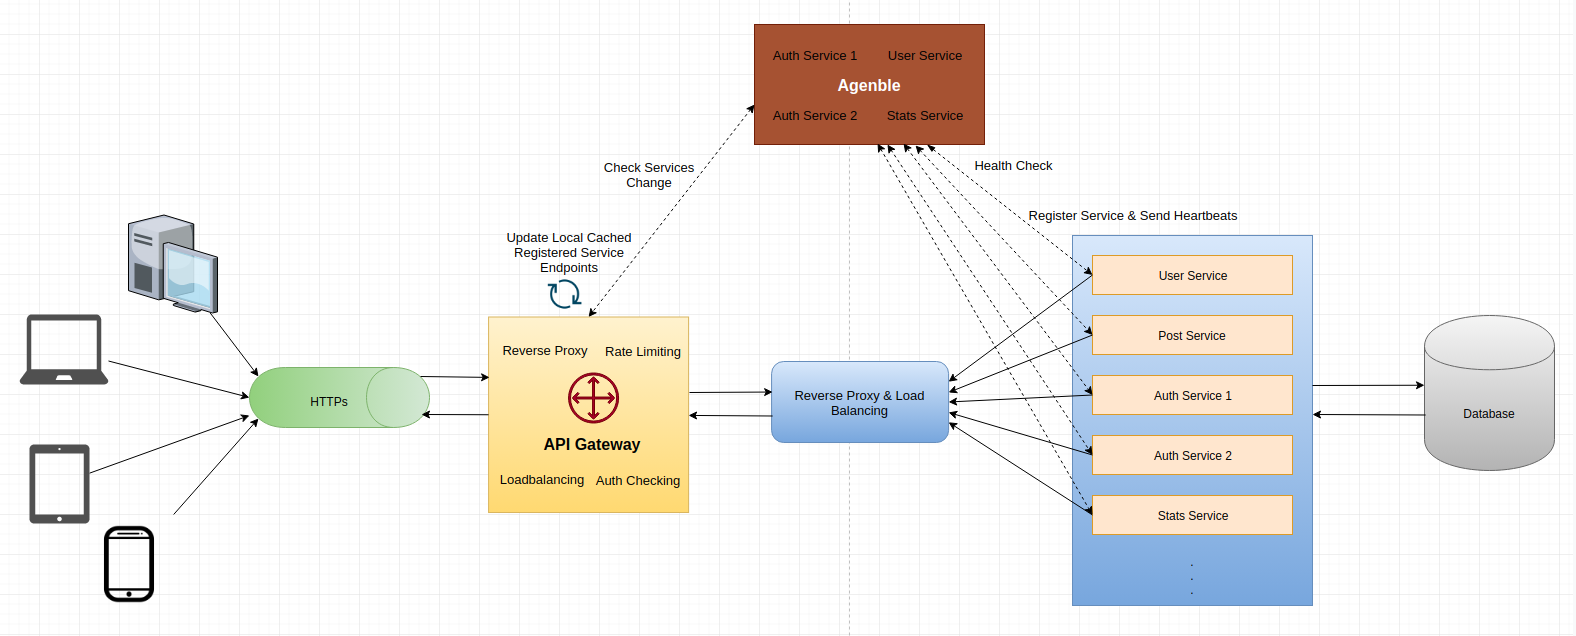 Auth Service 1
User Service
Agenble
Auth Service 2
Stats Service
Check Services
Change
Health Check
Register Service & Send Heartbeats
Update Local Cached
Registered Service
Endpoints
HTTPs
Reverse Proxy
Rate Limiting
API Gateway
Loadbalancing
Auth Checking
Reverse Proxy & Load
Balancing
User Service
Post Service
Auth Service 1
Auth Service 2
Stats Service
.
.
.
Database